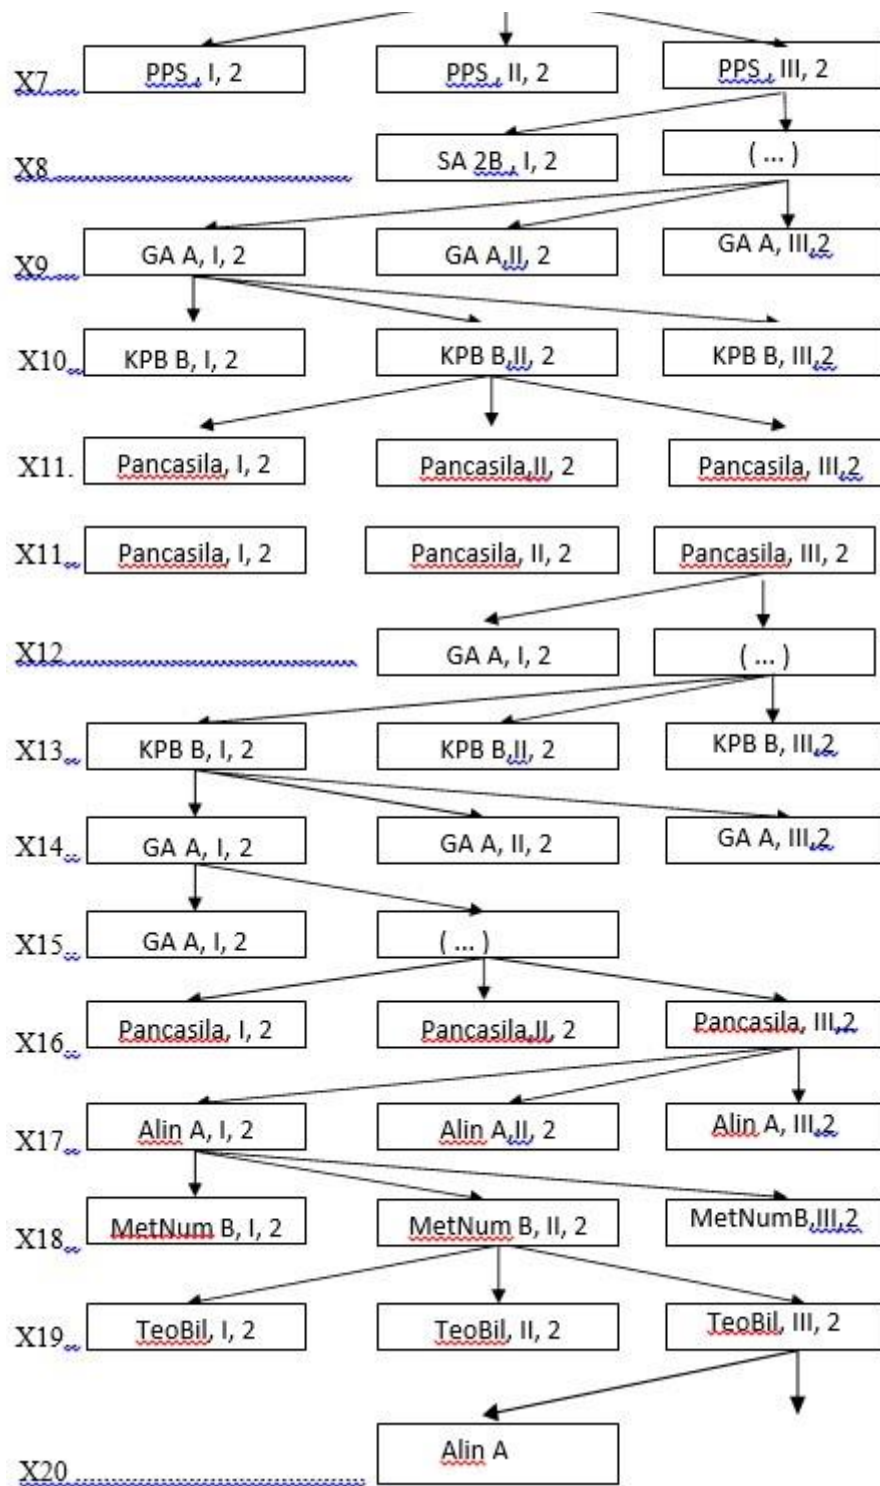 X7 PPS , I, 2 PPS , II, 2 PPS , III, 2
X8 SA 2B , I, 2 ( ... )
X9 GA A, I, 2 GA A,II, 2 GA A, III,2
X10 KPB B, I, 2 KPB B,II, 2 KPB B, III,2
X11. Pancasila, I, 2 Pancasila,II, 2 Pancasila, III,2
X11 Pancasila, I, 2 Pancasila, II, 2 Pancasila, III, 2
X12 GA A, I, 2 ( ... )
X13 KPB B, I, 2 KPB B,II, 2 KPB B, III,2
X14 GA A, I, 2 GA A, II, 2 GA A, III,2
X15 GA A, I, 2 ( ... )
X16 Pancasila, I, 2 Pancasila,II, 2 Pancasila, III,2
X17 Alin A, I, 2 Alin A,II, 2 Alin A, III,2
X18 MetNum B, I, 2 MetNum B, II, 2 MetNumB,III,2
X19 TeoBil, I, 2 TeoBil, II, 2 TeoBil, III, 2
X20 ................................................ Alin A